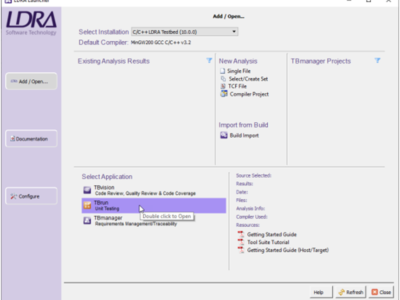 LDRA Launcher
LDRA
Software Technology
Add / Open...
Select Installation
C/C++ LDRA Testbed (10.0.0)
Default Compiler:
MinGW200 GCC C/C++ v3.2
Existing Analysis Results
New Analysis
TBmanager Projects
Single File
Select/Create Set
TCF File
Compiler Project
Add / Open...
Import from Build
Build Import
Documentation
Select Application
TBvision
Code Review, Quality Review & Code Coverage
TBrun
Unit Testing
Double click to Open
TBmanager
Requirements Management/Traceability
Configure
Source Selected:
Results:
Date:
Files:
Analysis Info:
Compiler Used:
Resources:
Getting Started Guide
Tool Suite Tutorial
Getting Started Guide (Host/Target)
Help
Refresh
Close